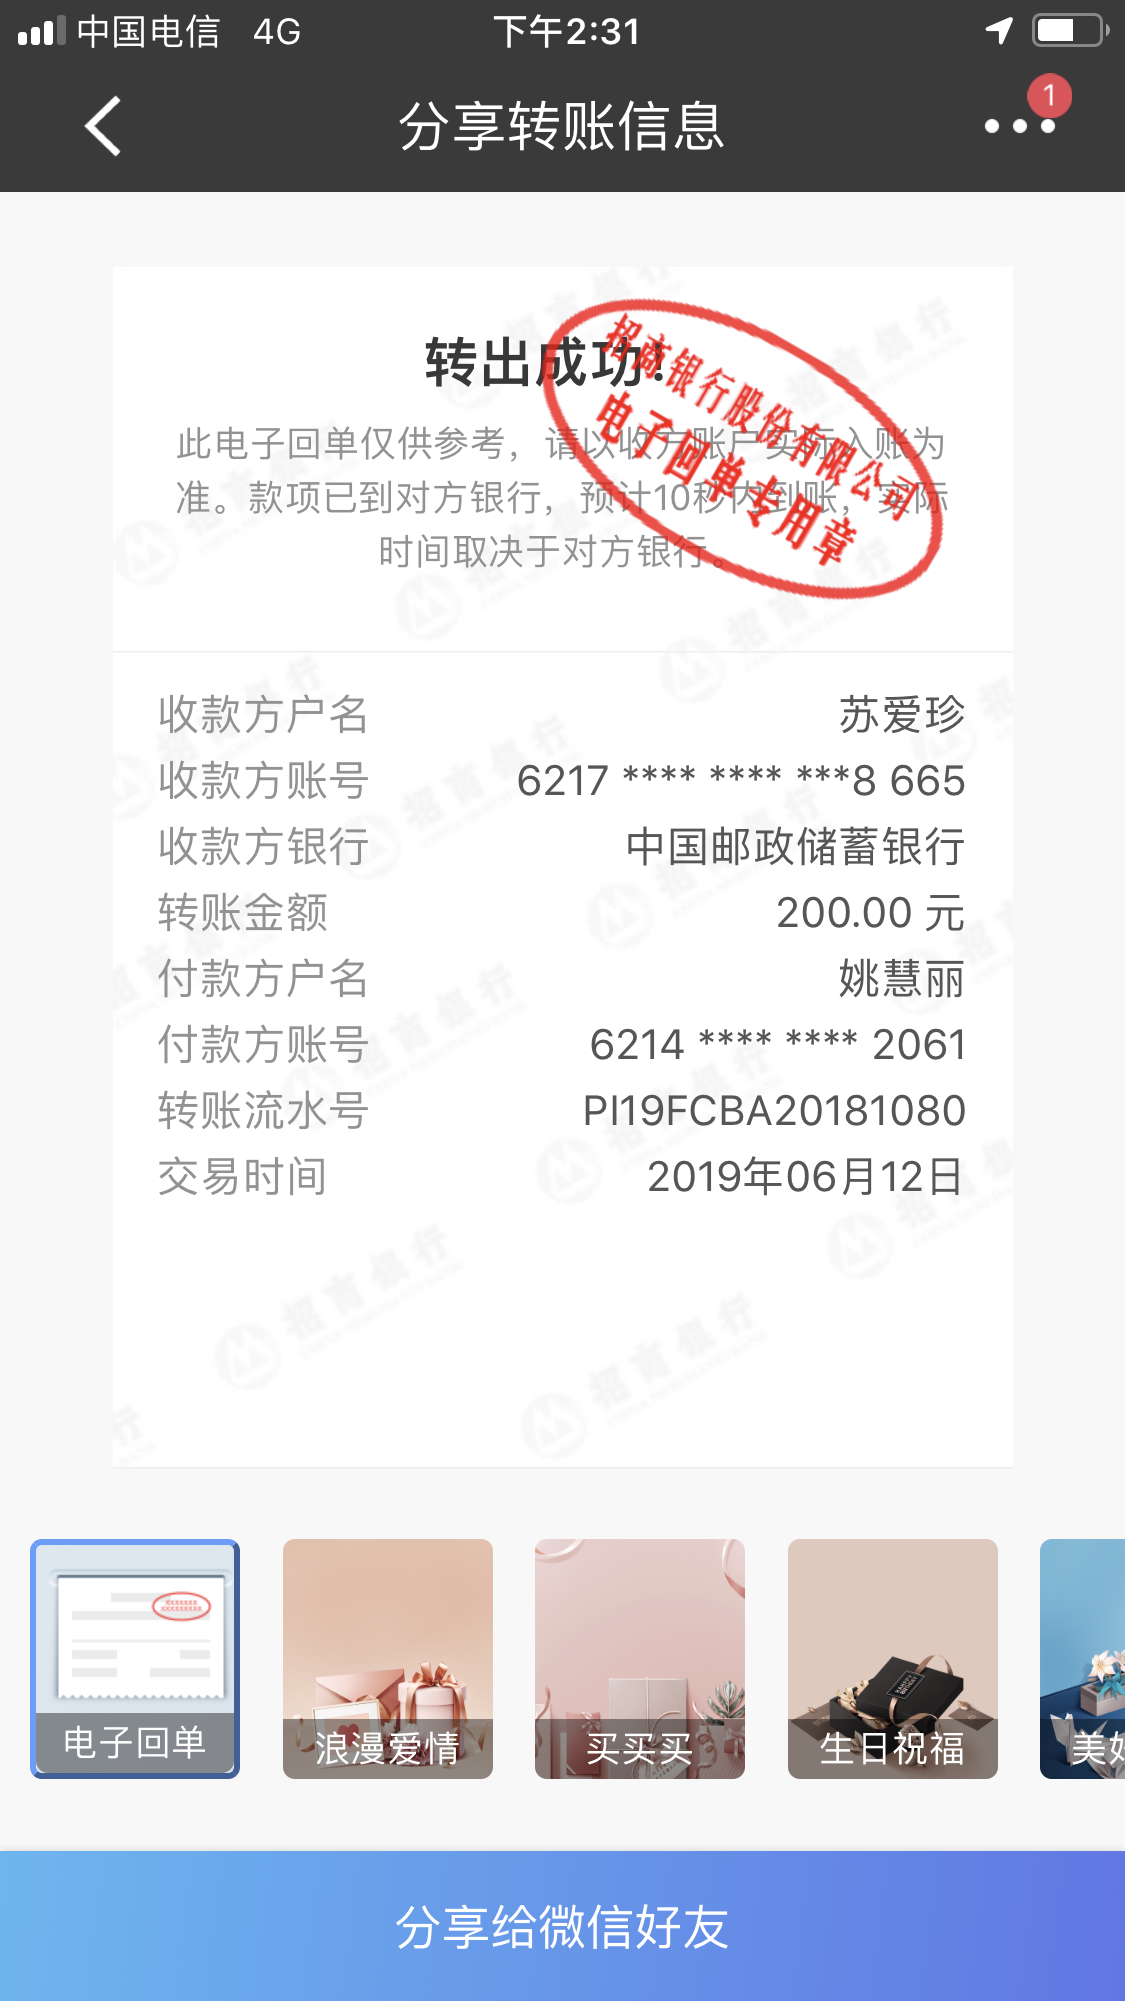 中国电信 4G 下午2:31
分享转账信息
1
转出成功!
招商银行股份有限公司
电子回单专用章
此电子回单仅供参考，请以收方账户实际入账为
准。款项已到对方银行，预计10秒内到账，实际
时间取决于对方银行。
收款方户名 苏爱珍
收款方账号 6217 **** **** ***8 665
收款方银行 中国邮政储蓄银行
转账金额 200.00 元
付款方户名 姚慧丽
付款方账号 6214 **** **** 2061
转账流水号 PI19FCBA20181080
交易时间 2019年06月12日
招商银行
电子回单
浪漫爱情
买买买
生日祝福
美好
分享给微信好友